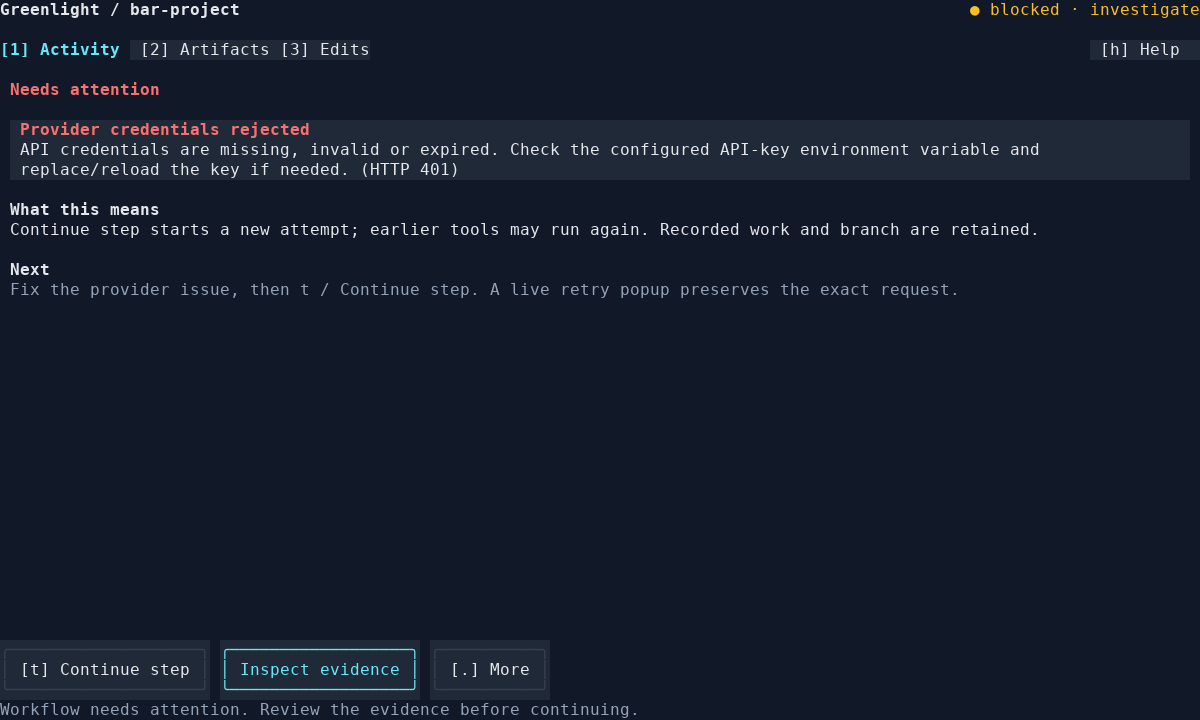 Greenlight / bar-project
● blocked · investigate
[1] Activity [2] Artifacts [3] Edits
[h] Help
Needs attention
Provider credentials rejected
API credentials are missing, invalid or expired. Check the configured API-key environment variable and
replace/reload the key if needed. (HTTP 401)
What this means
Continue step starts a new attempt; earlier tools may run again. Recorded work and branch are retained.
Next
Fix the provider issue, then t / Continue step. A live retry popup preserves the exact request.
[t] Continue step
Inspect evidence
[.] More
Workflow needs attention. Review the evidence before continuing.